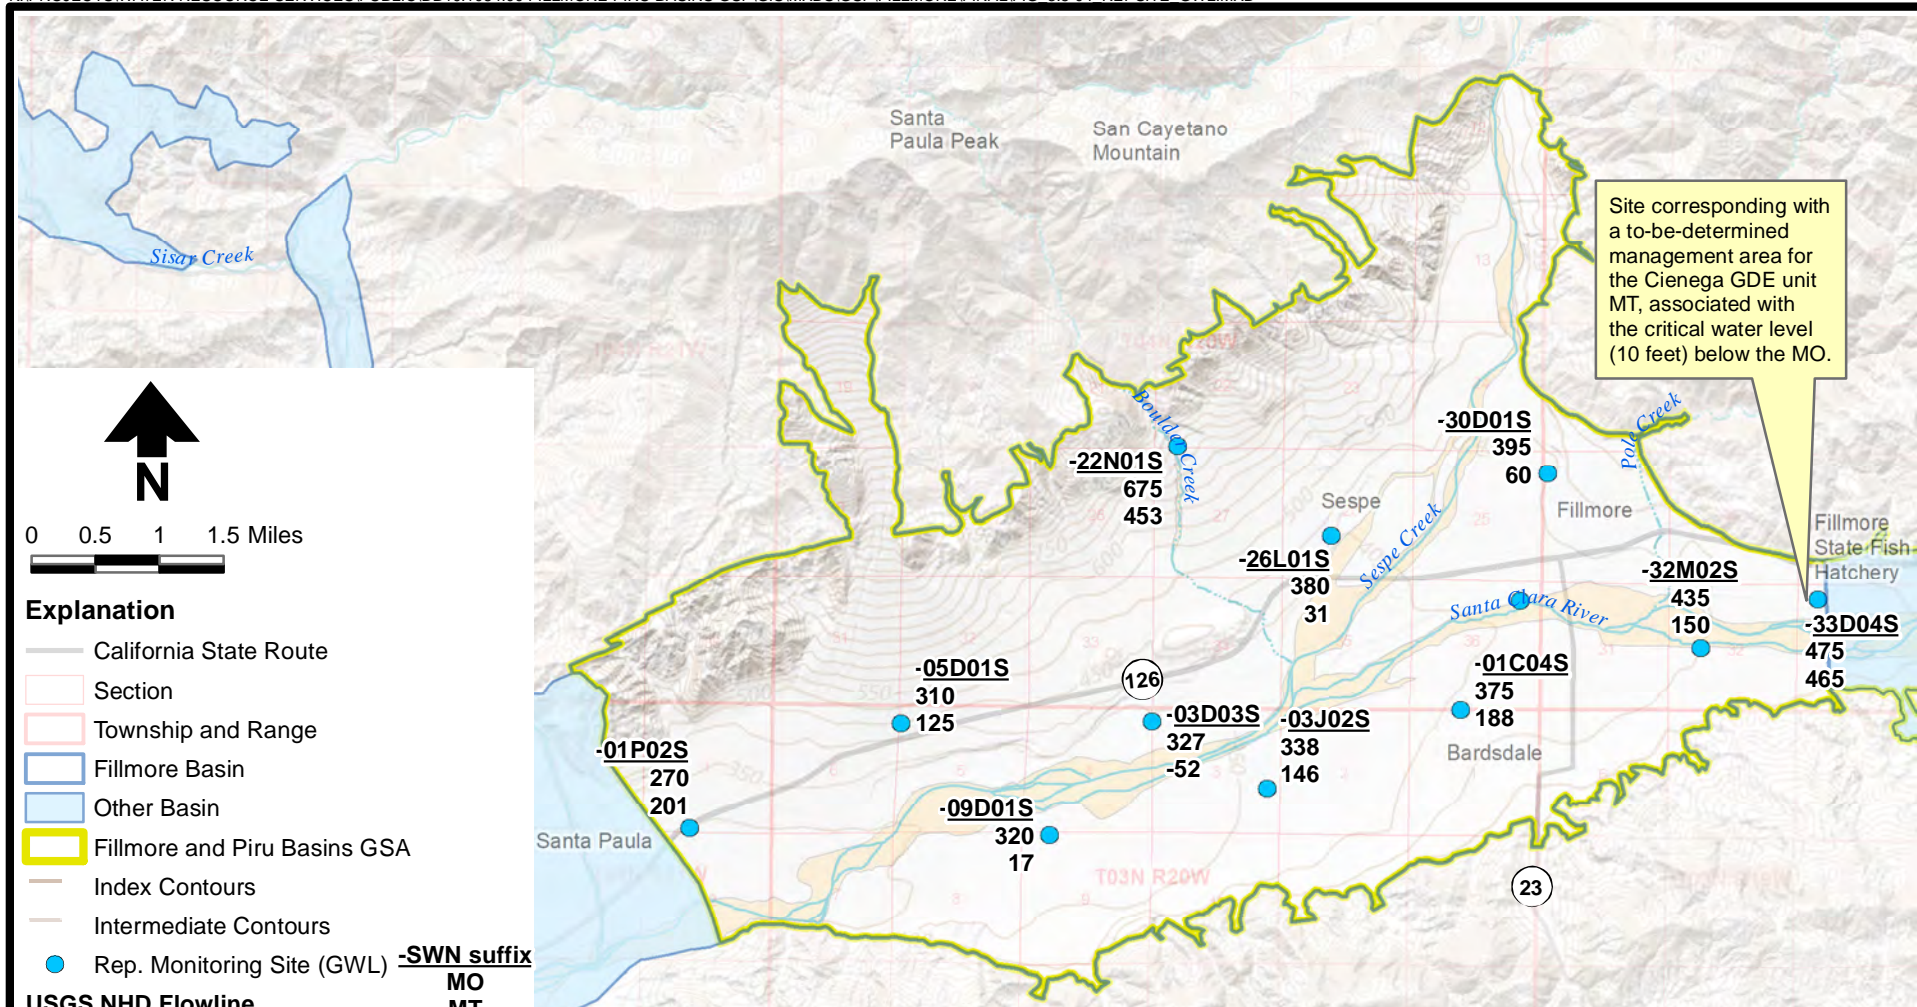 Santa
Paula Peak
San Cayetano
Mountain
Sisar Creek
Site corresponding with
a to-be-determined
management area for
the Cienega GDE unit
MT, associated with
the critical water level
(10 feet) below the MO.
N
0 0.5 1 1.5 Miles
Explanation
California State Route
Section
Township and Range
Fillmore Basin
Other Basin
Fillmore and Piru Basins GSA
Index Contours
Intermediate Contours
Rep. Monitoring Site (GWL)
-SWN suffix
MO
MT
USGS NHD Flowline
Boulder Creek
-22N01S
675
453
-30D01S
395
60
Pole Creek
Sespe
Fillmore
Sespe Creek
-26L01S
380
31
Fillmore
State Fish
Hatchery
-32M02S
435
150
Santa Clara River
-33D04S
475
465
-05D01S
310
125
126
-03D03S
327
-52
-03J02S
338
146
-01C04S
375
188
Bardsdale
-01P02S
270
201
Santa Paula
-09D01S
320
17
T03N R20W
23